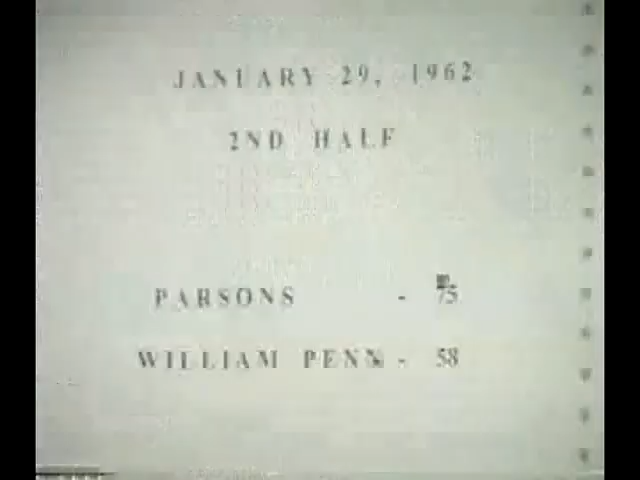 JANUARY 29, 1962
2ND HALF
PARSONS - 75
WILLIAM PENN - 58